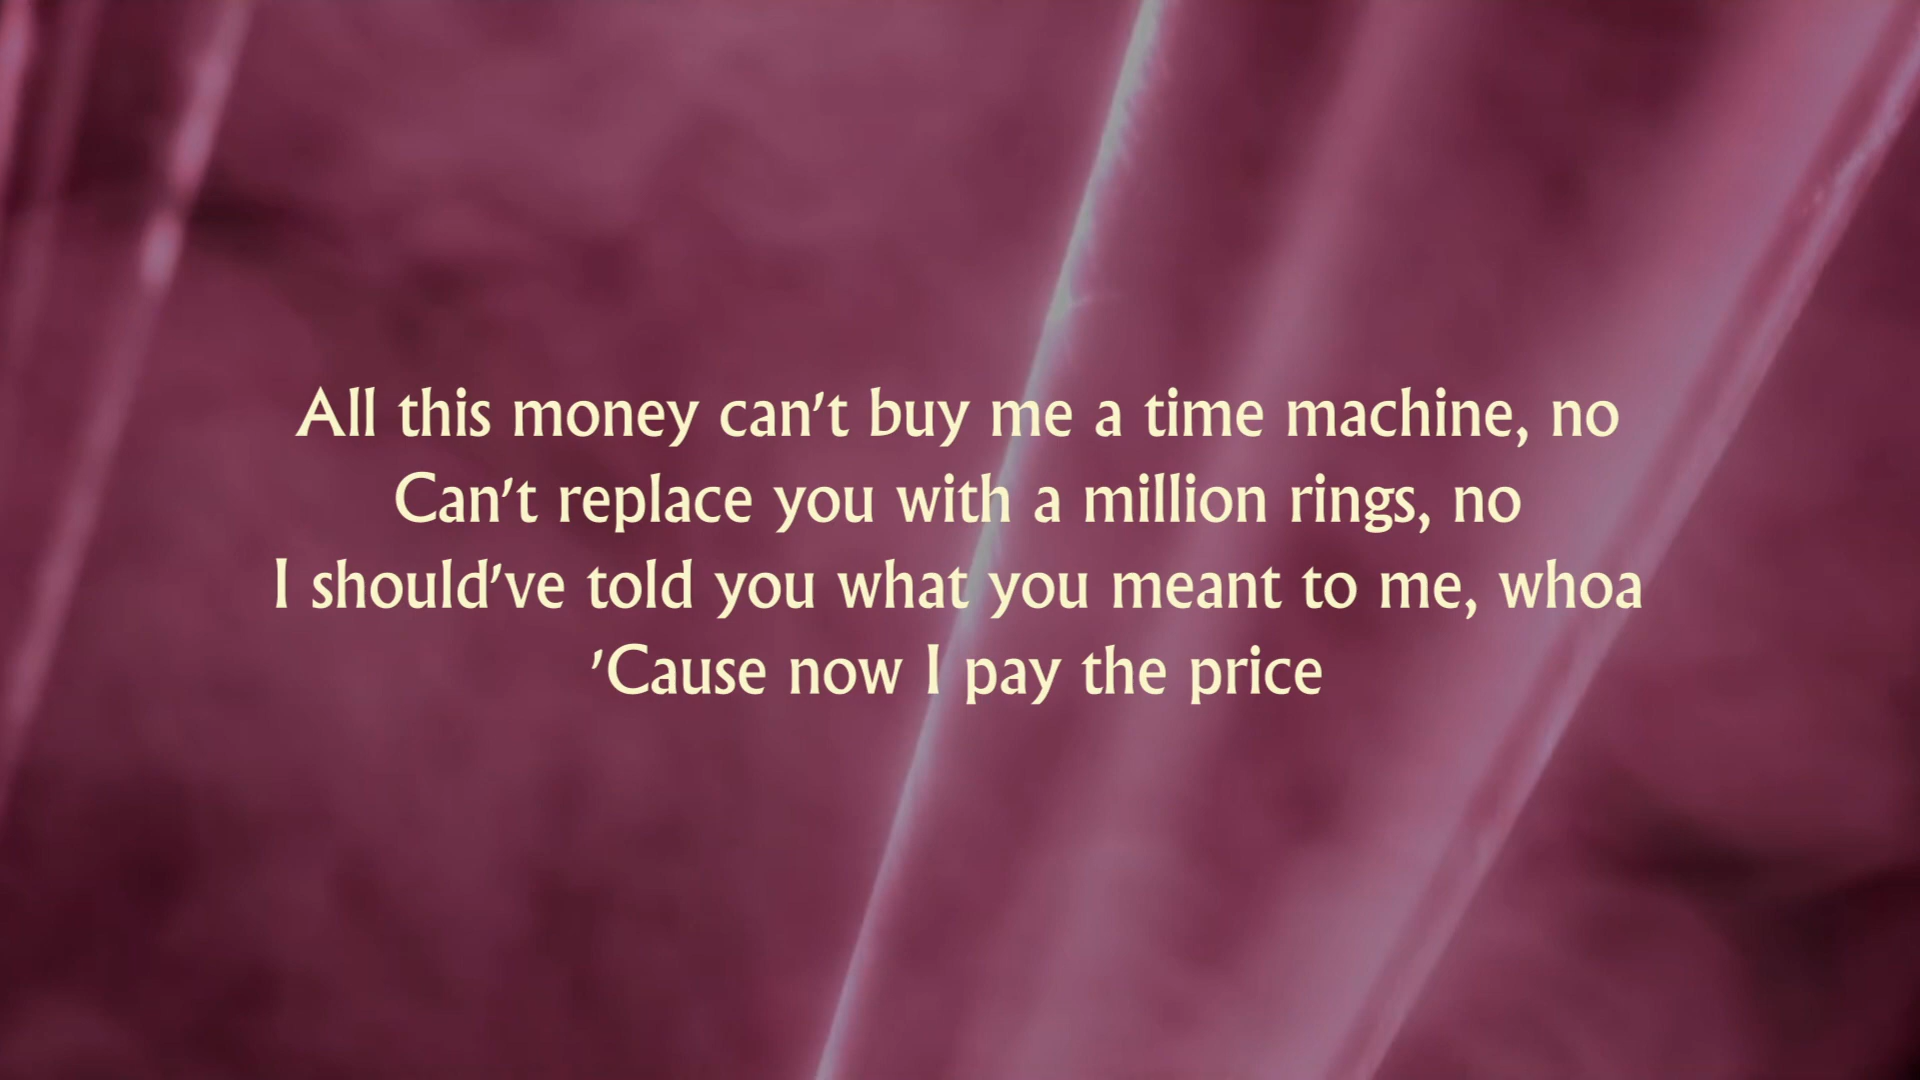 All this money can't buy me a time machine, no
Can't replace you with a million rings, no
I should've told you what you meant to me, whoa
'Cause now I pay the price